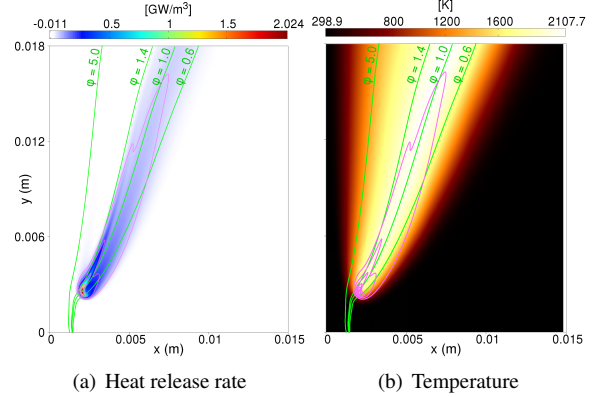 [GW/m³]
-0.011 0.5 1 1.5 2.024
0.018
0.012
0.006
0
y (m)
φ = 5.0
φ = 1.4
φ = 1.0
φ = 0.6
0 0.005 0.01 0.015
x (m)
(a) Heat release rate
[K]
298.9 800 1200 1600 2107.7
φ = 5.0
φ = 1.4
φ = 1.0
φ = 0.6
0 0.005 0.01 0.015
x (m)
(b) Temperature